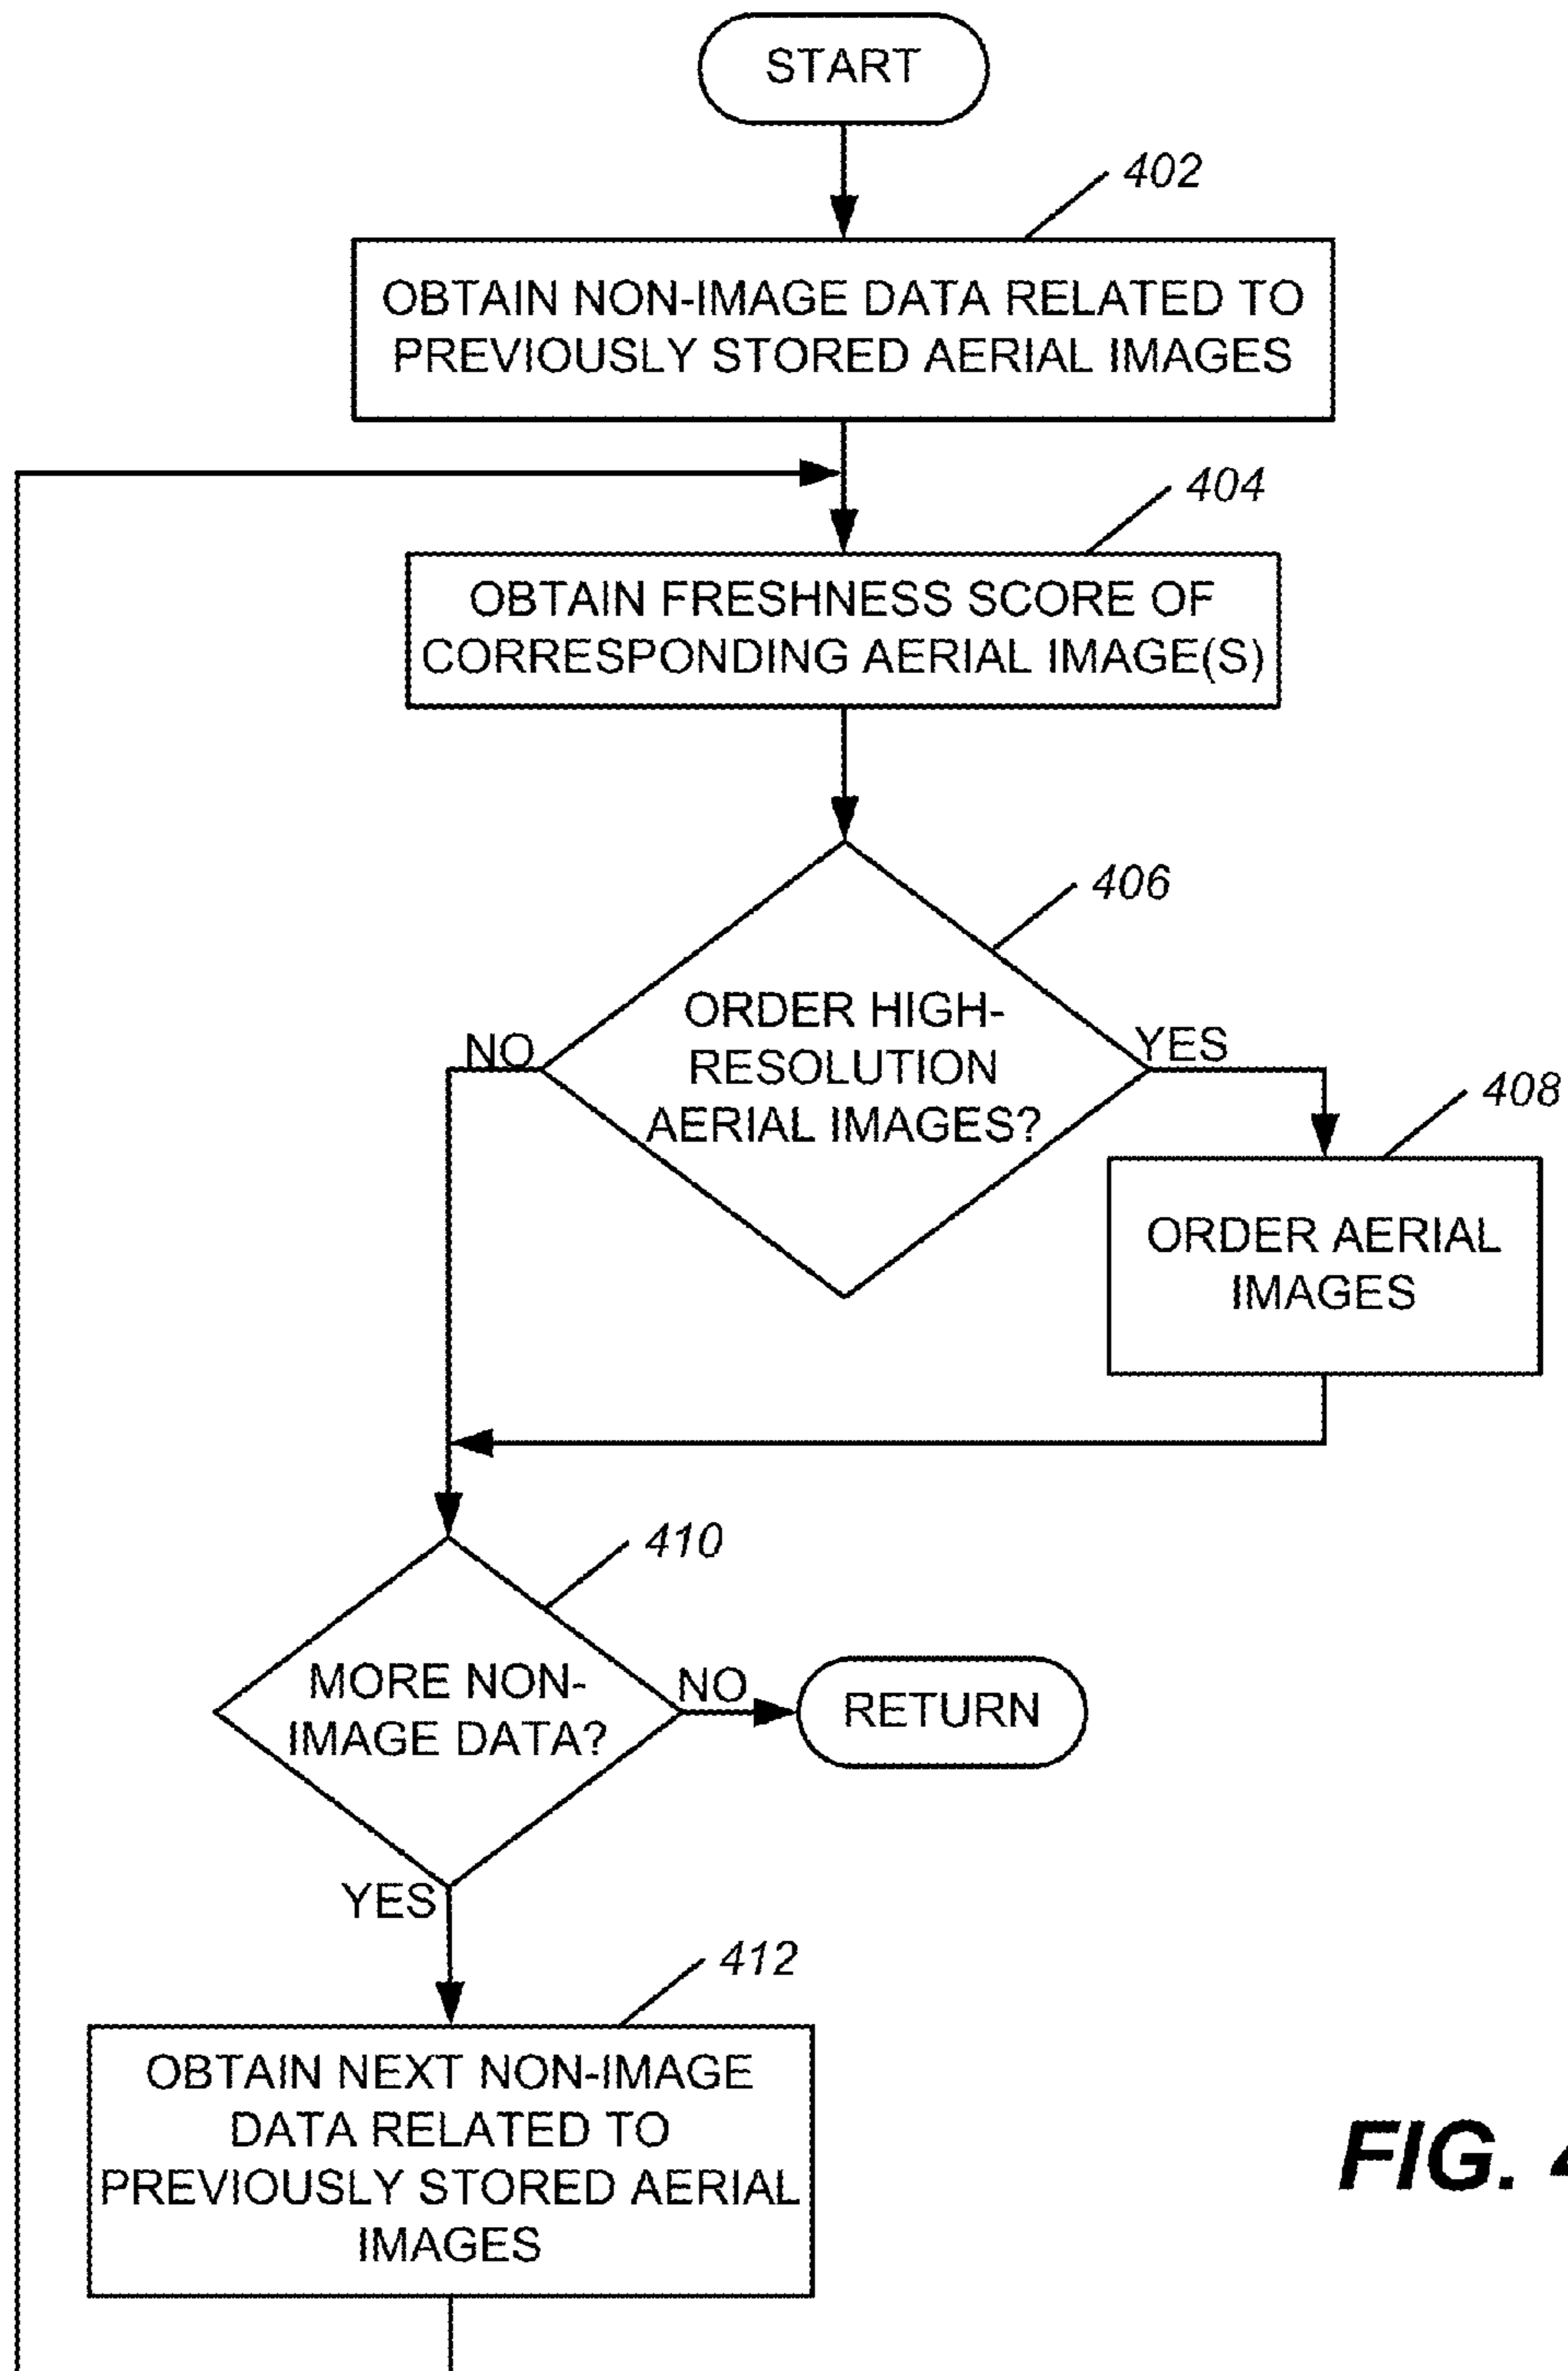 START
402
OBTAIN NON-IMAGE DATA RELATED TO
PREVIOUSLY STORED AERIAL IMAGES
404
OBTAIN FRESHNESS SCORE OF
CORRESPONDING AERIAL IMAGE(S)
406
ORDER HIGH-
RESOLUTION
AERIAL IMAGES?
NO
YES
408
ORDER AERIAL
IMAGES
410
MORE NON-
IMAGE DATA?
NO
RETURN
YES
412
OBTAIN NEXT NON-IMAGE
DATA RELATED TO
PREVIOUSLY STORED AERIAL
IMAGES
FIG. 4